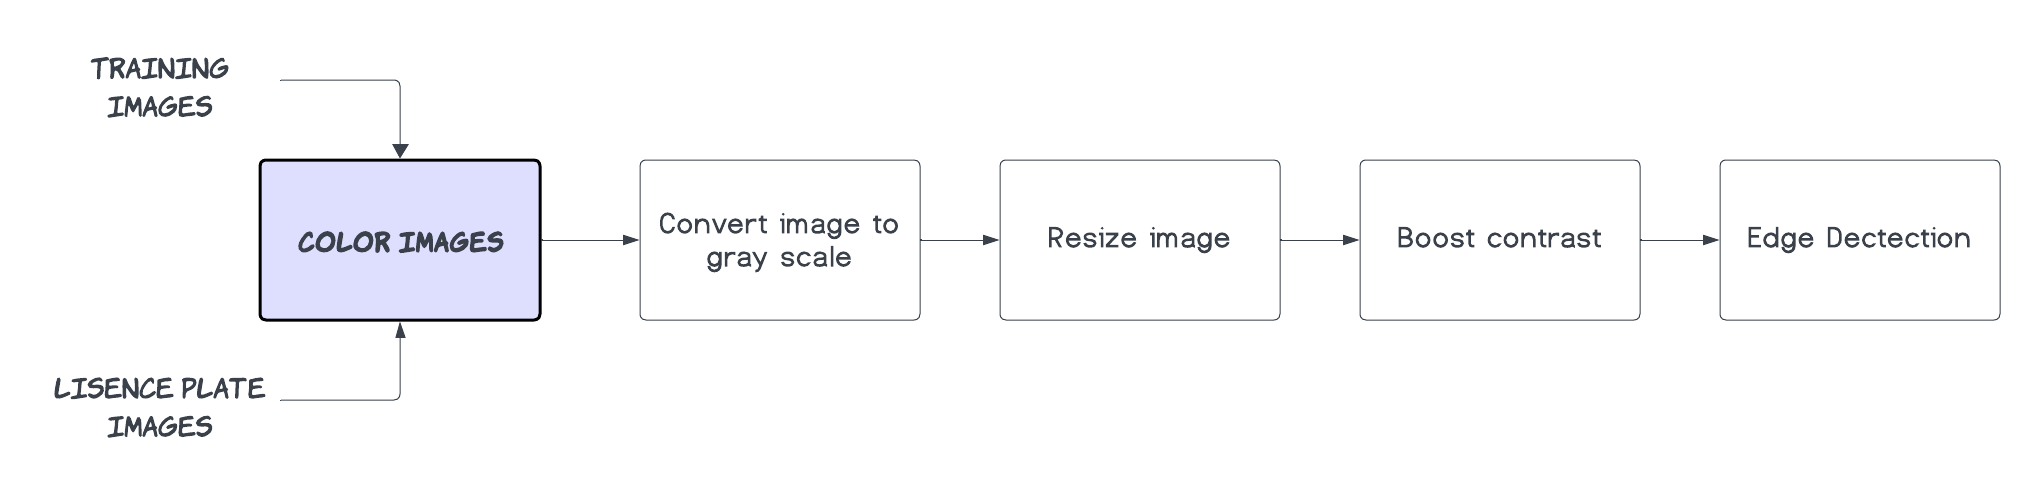 TRAINING
IMAGES
COLOR IMAGES
Convert image to
gray scale
Resize image
Boost contrast
Edge Dectection
LISENCE PLATE
IMAGES